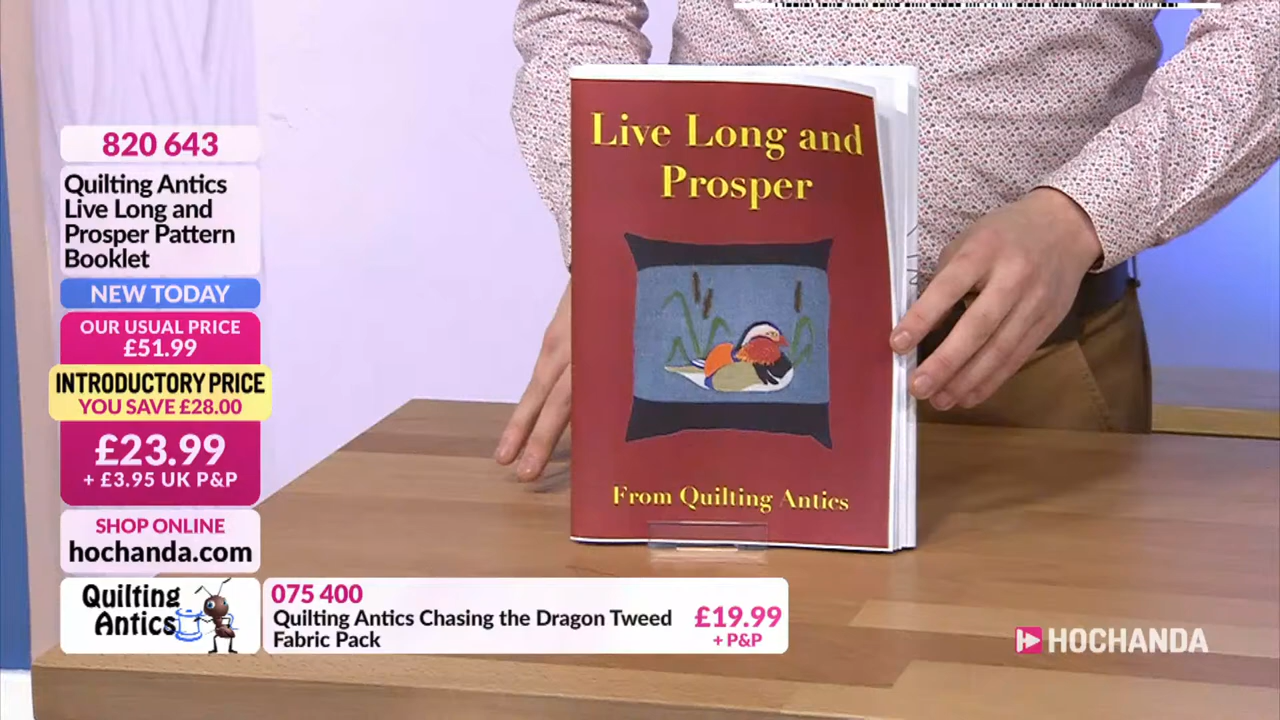 820 643
Quilting Antics
Live Long and
Prosper Pattern
Booklet
NEW TODAY
OUR USUAL PRICE
£51.99
INTRODUCTORY PRICE
YOU SAVE £28.00
£23.99
+ £3.95 UK P&P
SHOP ONLINE
hochanda.com
Quilting
Antics
075 400
Quilting Antics Chasing the Dragon Tweed
Fabric Pack
£19.99
+ P&P
Live Long and
Prosper
From Quilting Antics
HOCHANDA